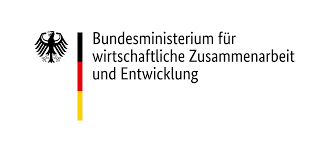 Bundesministerium für
wirtschaftliche Zusammenarbeit
und Entwicklung